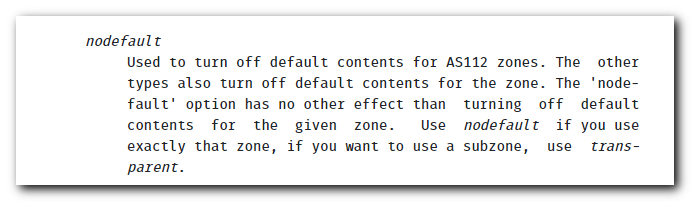 nodefault
Used to turn off default contents for AS112 zones. The other
types also turn off default contents for the zone. The 'node-
fault' option has no other effect than turning off default
contents for the given zone. Use nodefault if you use
exactly that zone, if you want to use a subzone, use trans-
parent.